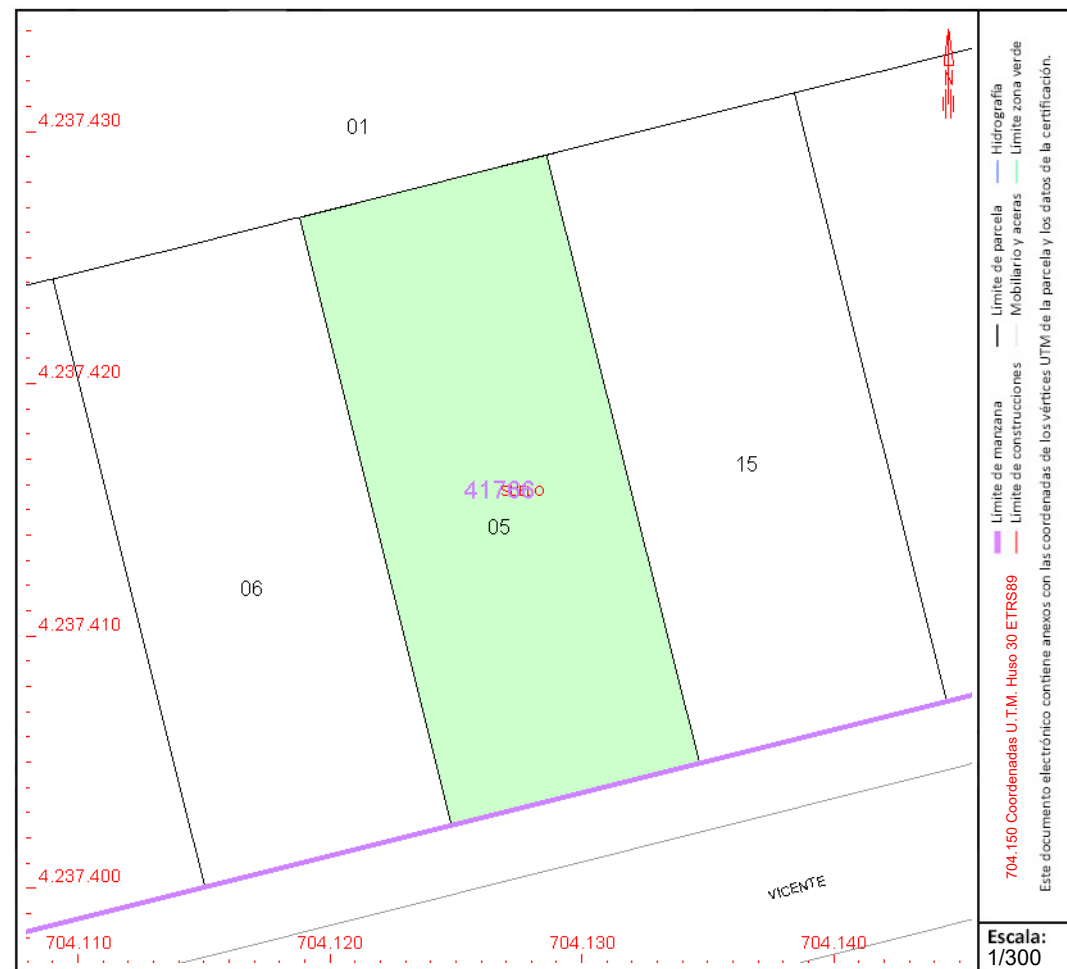 4.237.430
01
4.237.420
15
41786
SUELO
05
06
4.237.410
4.237.400
VICENTE
704.110
704.120
704.130
704.140
N
Límite de manzana
Límite de parcela
Hidrografía
Límite de construcciones
Mobiliario y aceras
Límite zona verde
704.150 Coordenadas U.T.M. Huso 30 ETRS89
Este documento electrónico contiene anexos con las coordenadas de los vértices UTM de la parcela y los datos de la certificación.
Escala:
1/300